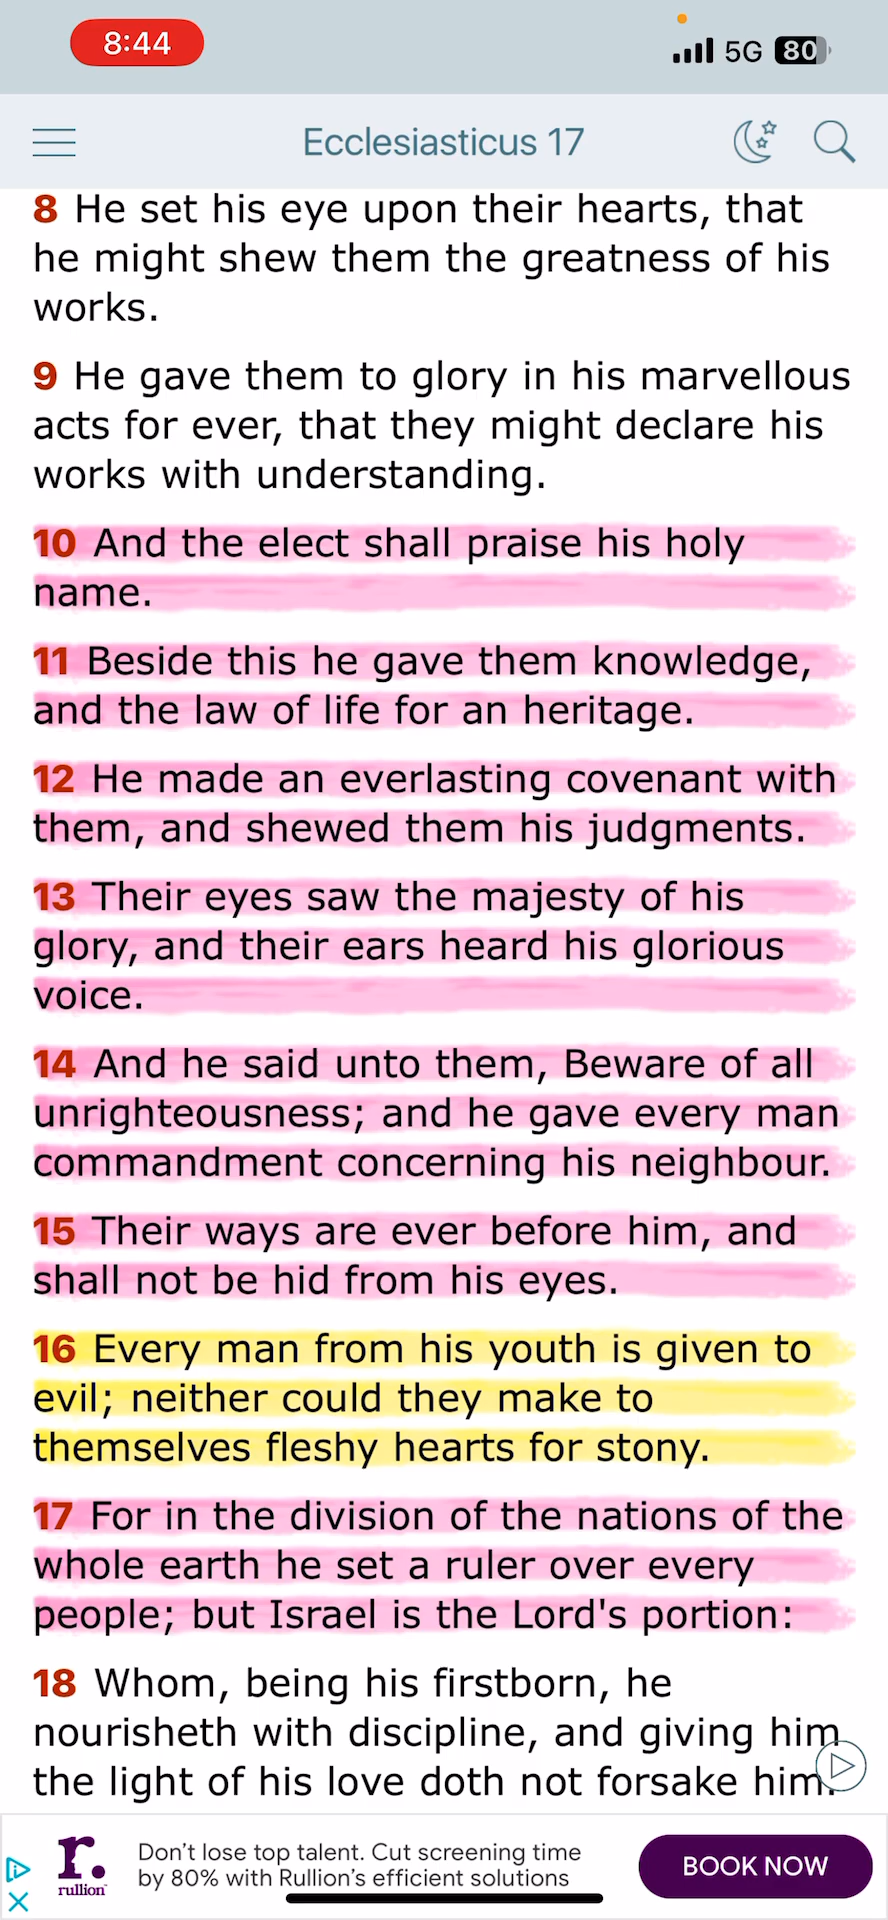 8:44
5G 80
Ecclesiasticus 17
8 He set his eye upon their hearts, that
he might shew them the greatness of his
works.
9 He gave them to glory in his marvellous
acts for ever, that they might declare his
works with understanding.
10 And the elect shall praise his holy
name.
11 Beside this he gave them knowledge,
and the law of life for an heritage.
12 He made an everlasting covenant with
them, and shewed them his judgments.
13 Their eyes saw the majesty of his
glory, and their ears heard his glorious
voice.
14 And he said unto them, Beware of all
unrighteousness; and he gave every man
commandment concerning his neighbour.
15 Their ways are ever before him, and
shall not be hid from his eyes.
16 Every man from his youth is given to
evil; neither could they make to
themselves fleshy hearts for stony.
17 For in the division of the nations of the
whole earth he set a ruler over every
people; but Israel is the Lord's portion:
18 Whom, being his firstborn, he
nourisheth with discipline, and giving him
the light of his love doth not forsake him.
r.
rullion
Don't lose top talent. Cut screening time
by 80% with Rullion's efficient solutions
BOOK NOW